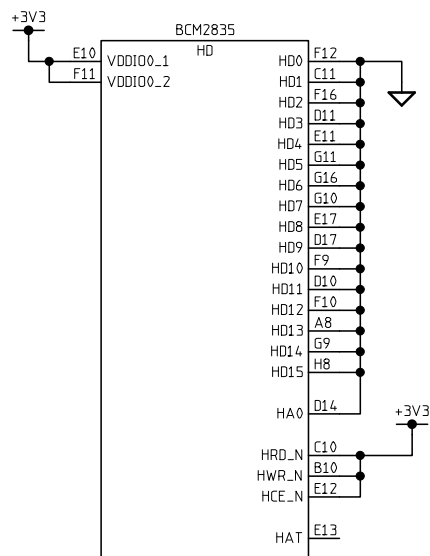 BCM2835
+3V3
HD
E10 VDDIO0_1
F11 VDDIO0_2
HD0 F12
HD1 C11
HD2 F16
HD3 D11
HD4 E11
HD5 G11
HD6 G16
HD7 G10
HD8 E17
HD9 D17
HD10 F9
HD11 D10
HD12 F10
HD13 A8
HD14 G9
HD15 H8
HA0 D14
+3V3
HRD_N C10
HWR_N B10
HCE_N E12
HAT E13